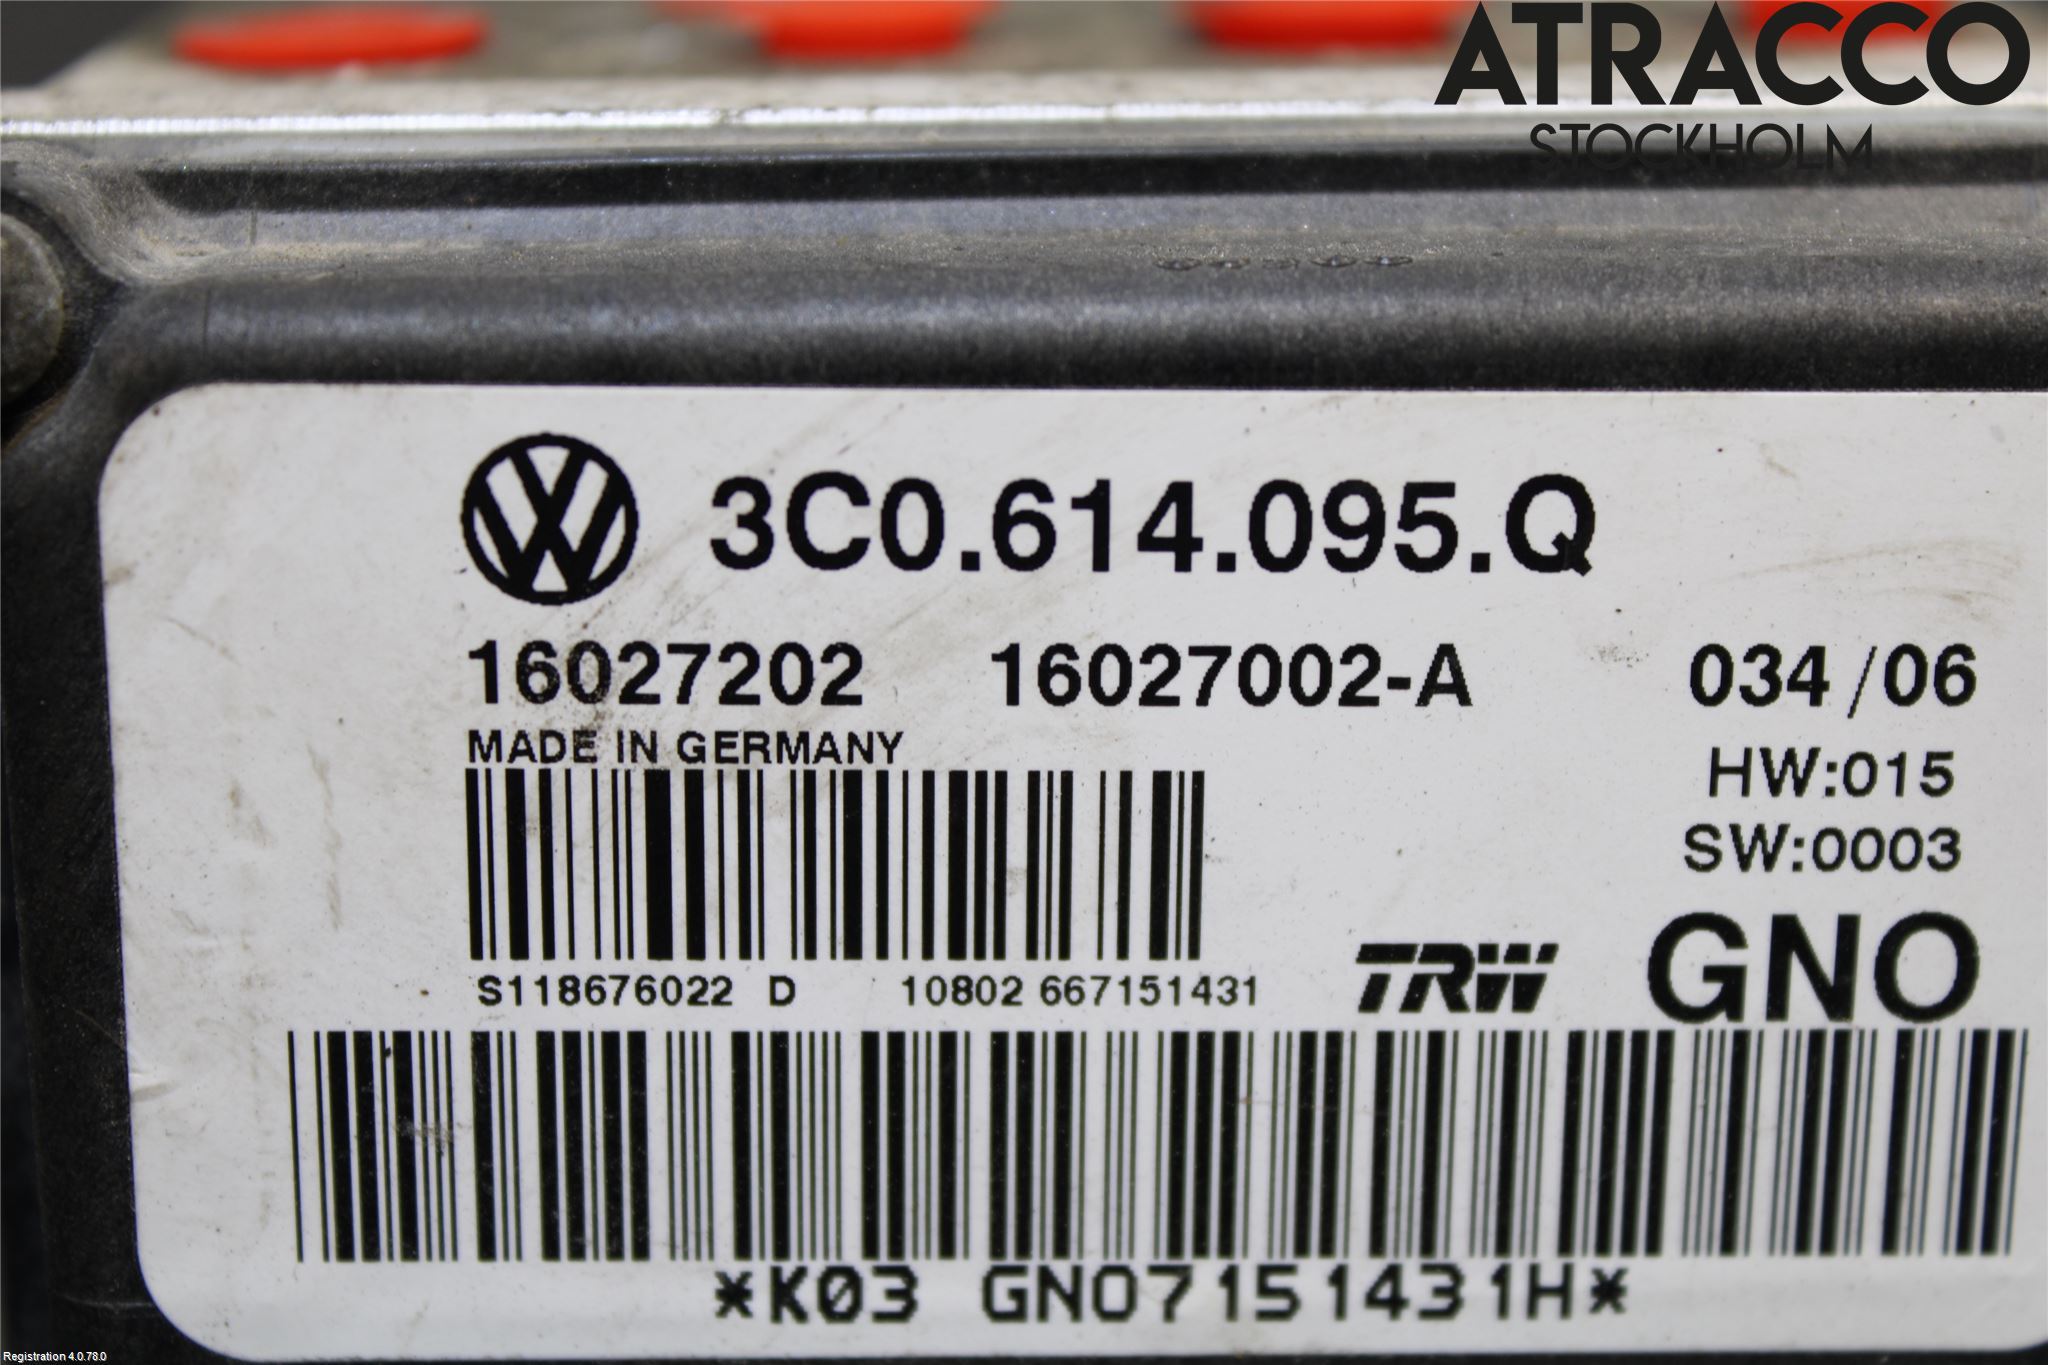 ATRACCO
STOCKHOLM
3C0.614.095.Q
16027202 16027002-A 034/06
MADE IN GERMANY
HW:015
SW:0003
TRW GNO
S118676022 D 10802 667151431
*K03 GNO7151431H*
Registration 4.0.78.0